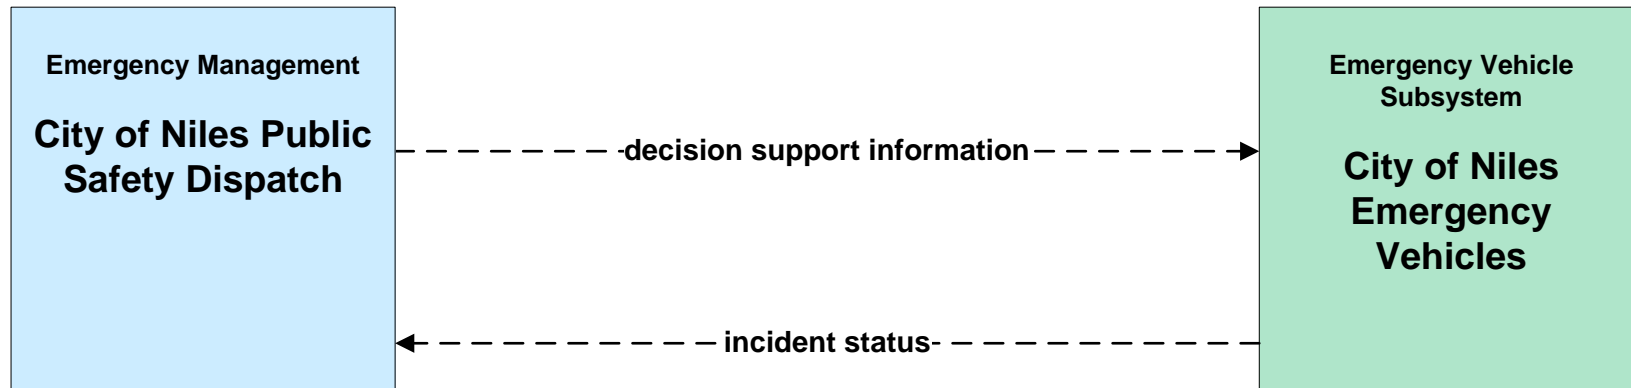 Emergency Management
City of Niles Public
Safety Dispatch
decision support information
incident status
Emergency Vehicle
Subsystem
City of Niles
Emergency
Vehicles